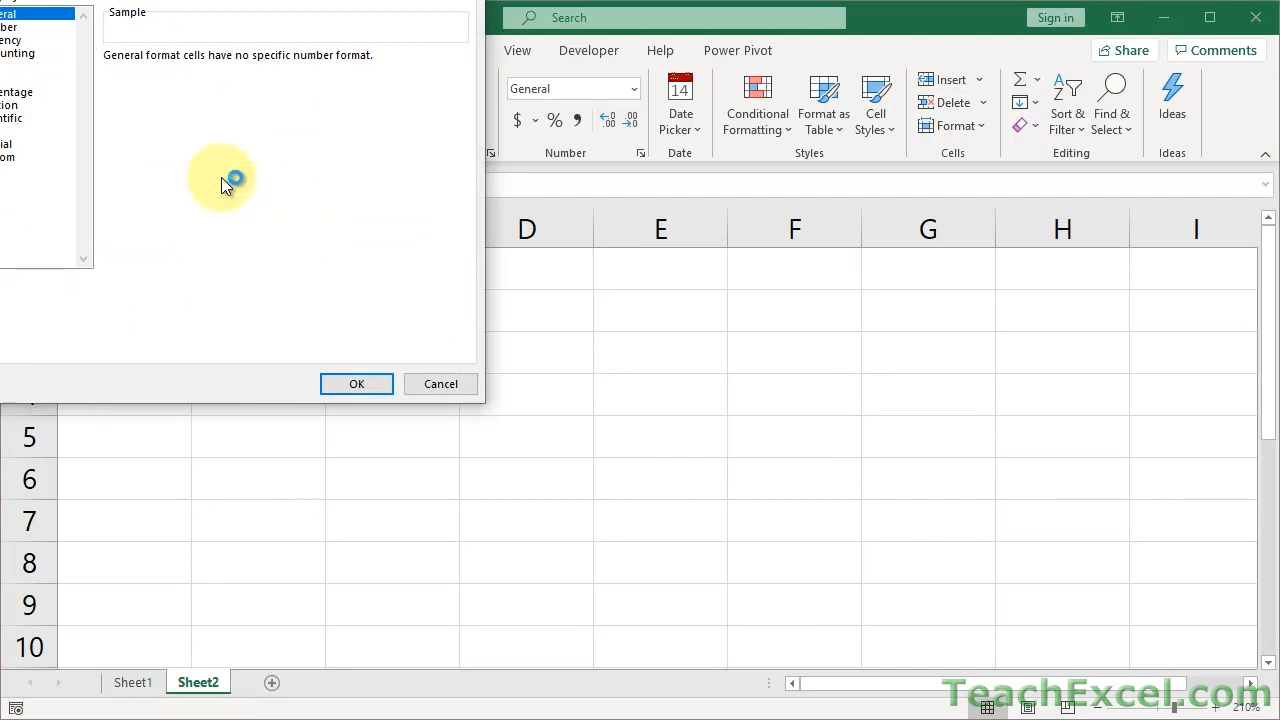 Search
Sign in
View Developer Help Power Pivot
Share
Comments
Sample
General format cells have no specific number format.
OK
Cancel
General
$ % ,
Number
14
Date
Picker
Date
Conditional
Formatting
Format as
Table
Cell
Styles
Styles
Insert
Delete
Format
Cells
Sort &
Filter
Find &
Select
Editing
Ideas
Ideas
D E F G H I
5
6
7
8
9
10
Sheet1 Sheet2
210%
TeachExcel.com